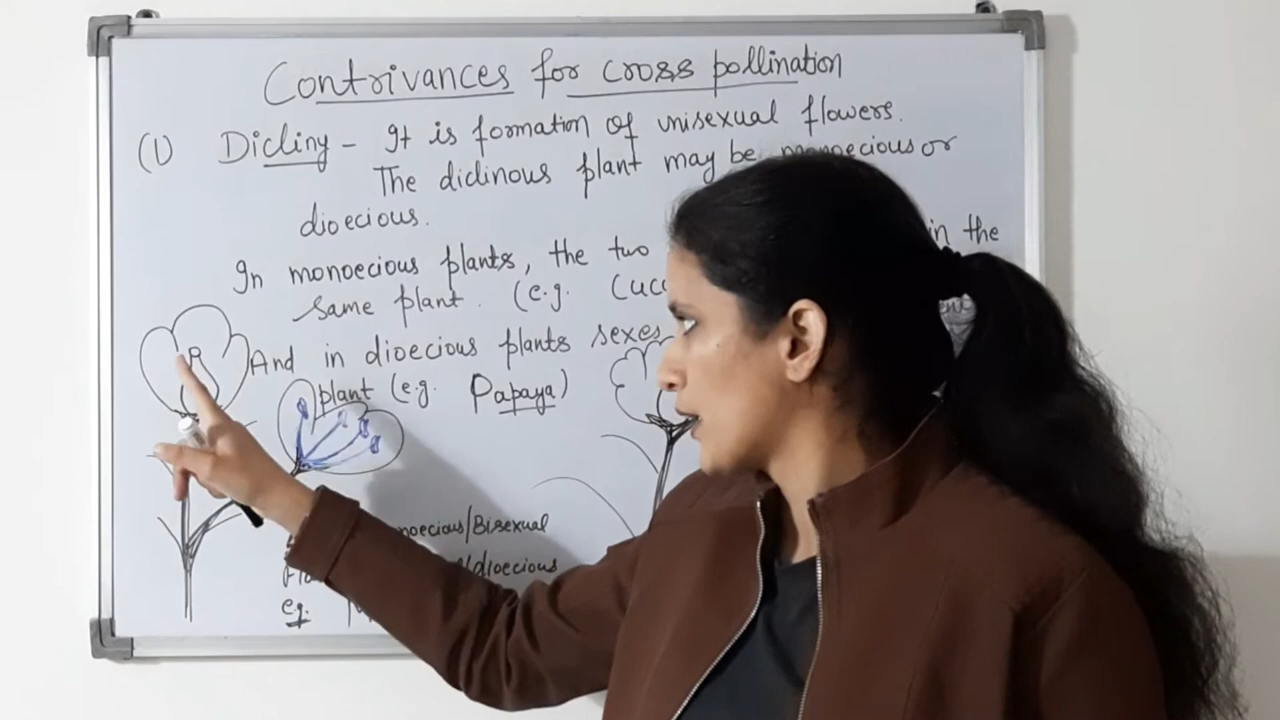 Contrivances for cross pollination
(1) Dicliny - It is formation of unisexual flowers.
The diclinous plant may be monoecious or
dioecious.
In monoecious plants, the two in the
same plant. (e.g.
And in dioecious plants sexes
plant (e.g. Papaya)
/Bisexual
/dioecious
eg.